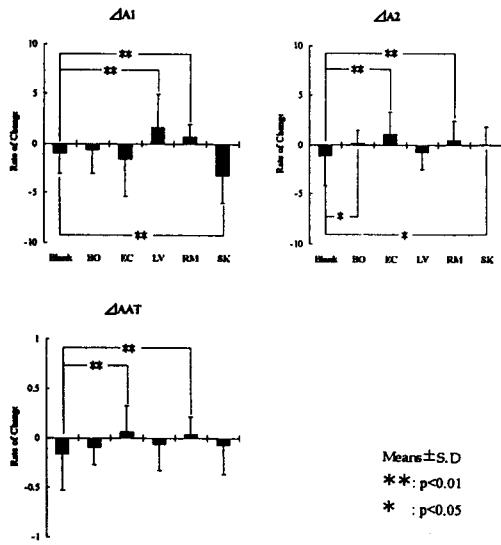 ⊿A1
10
5
0
-5
-10
Rate of Change
**
**
**
Blank BO EC LV RM SK
⊿A2
10
5
0
-5
-10
Rate of Change
**
**
*
*
Blank BO EC LV RM SK
⊿AAT
1
0.5
0
-0.5
-1
Rate of Change
**
**
Means±S.D
**: p<0.01
* : p<0.05